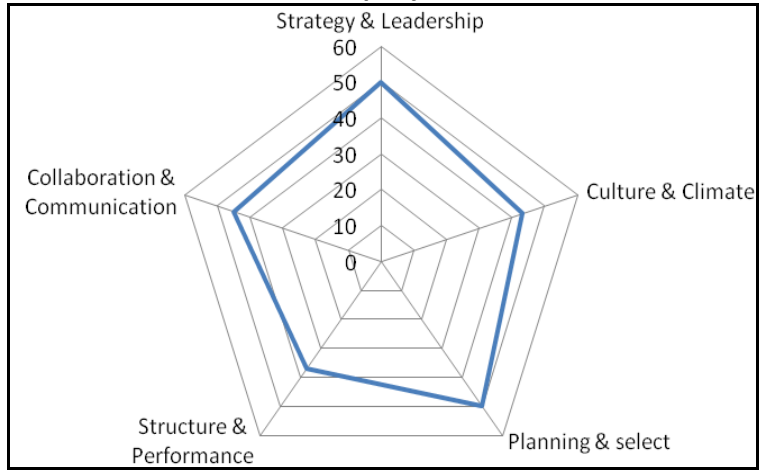 Strategy & Leadership
60
50
40
30
20
10
0
Culture & Climate
Planning & select
Structure &
Performance
Collaboration &
Communication